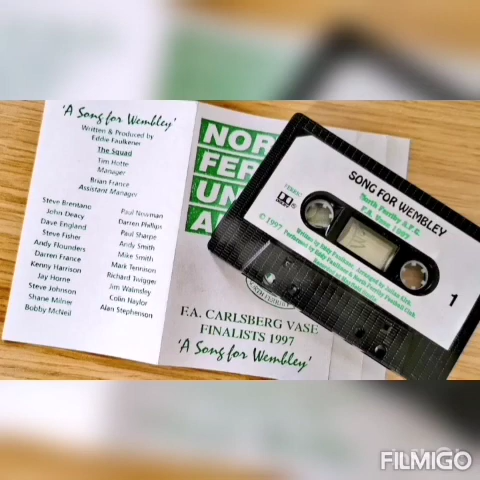 'A Song for Wembley'
Written & Produced by
Eddie Faulkener
The Squad
Tim Hotte
Manager
Brian France
Assistant Manager
Steve Brentano
John Deacy
Dave England
Steve Fisher
Andy Flounders
Darren France
Kenny Harrison
Jay Horne
Steve Johnson
Shane Milner
Bobby McNeil
Paul Newman
Darren Phillips
Paul Sharpe
Andy Smith
Mike Smith
Mark Tennison
Richard Twigger
Jim Walmsley
Colin Naylor
Alan Stephenson
NOR
FER
UN
A
F.A. CARLSBERG VASE
FINALISTS 1997
'A Song for Wembley'
STEREO
SONG FOR WEMBLEY
North Ferriby A.F.C.
F.A. Vase 1997
© 1997
1
FILMIGO